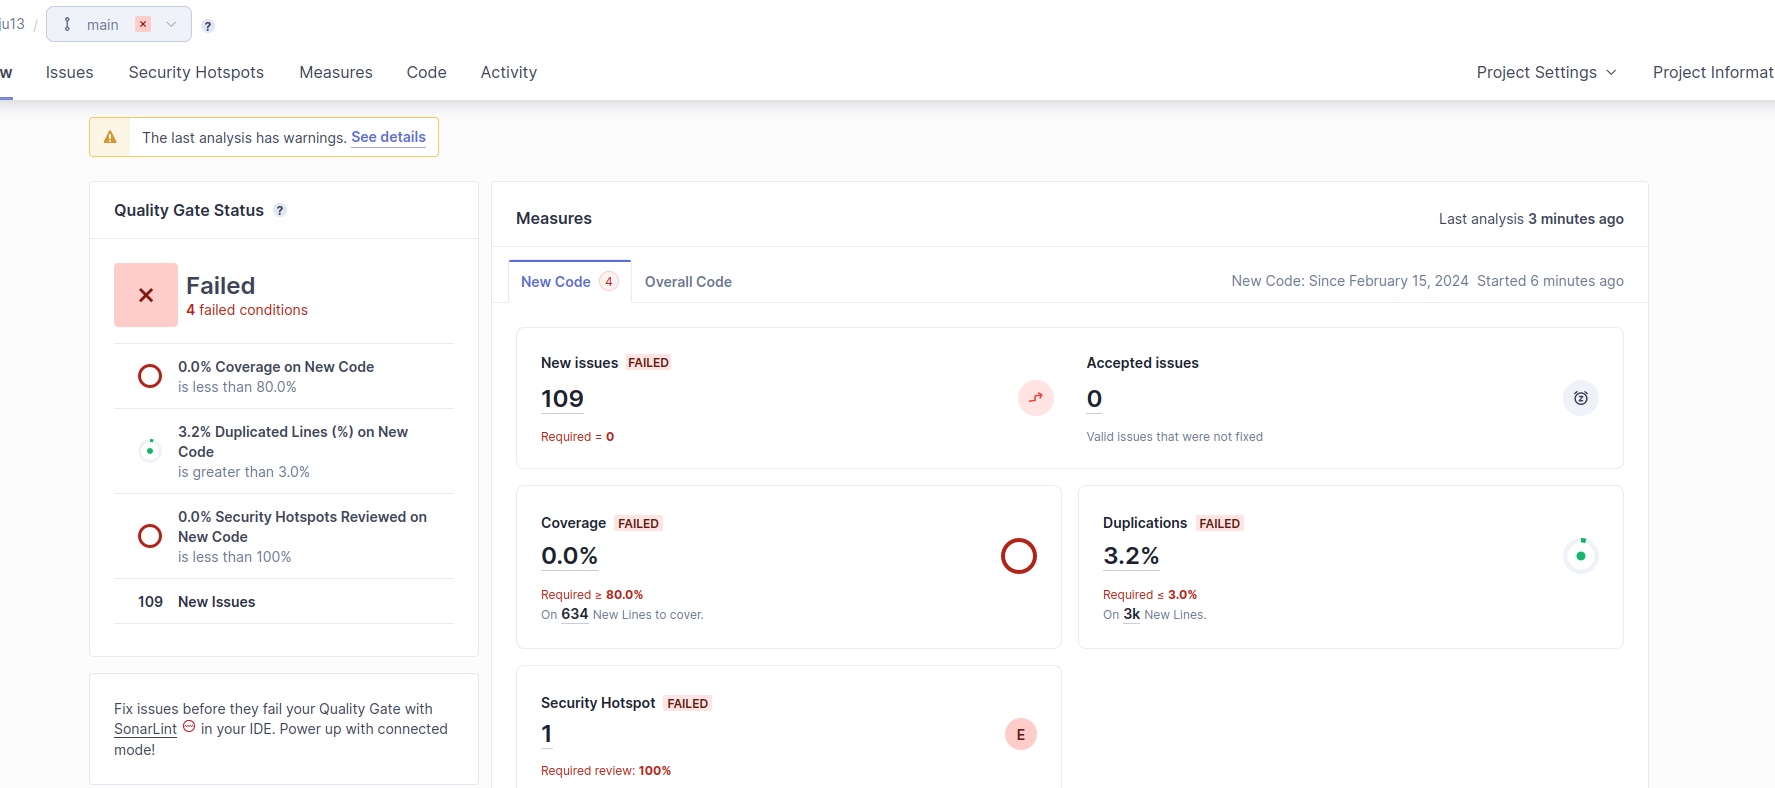 ju13 / main
w Issues Security Hotspots Measures Code Activity Project Settings Project Informat
The last analysis has warnings. See details
Quality Gate Status ?
Failed
4 failed conditions
0.0% Coverage on New Code
is less than 80.0%
3.2% Duplicated Lines (%) on New
Code
is greater than 3.0%
0.0% Security Hotspots Reviewed on
New Code
is less than 100%
109 New Issues
Fix issues before they fail your Quality Gate with
SonarLint in your IDE. Power up with connected
mode!
Measures
Last analysis 3 minutes ago
New Code 4 Overall Code
New Code: Since February 15, 2024 Started 6 minutes ago
New issues FAILED
109
Required = 0
Accepted issues
0
Valid issues that were not fixed
Coverage FAILED
0.0%
Required ≥ 80.0%
On 634 New Lines to cover.
Duplications FAILED
3.2%
Required ≤ 3.0%
On 3k New Lines.
Security Hotspot FAILED
1
E
Required review: 100%